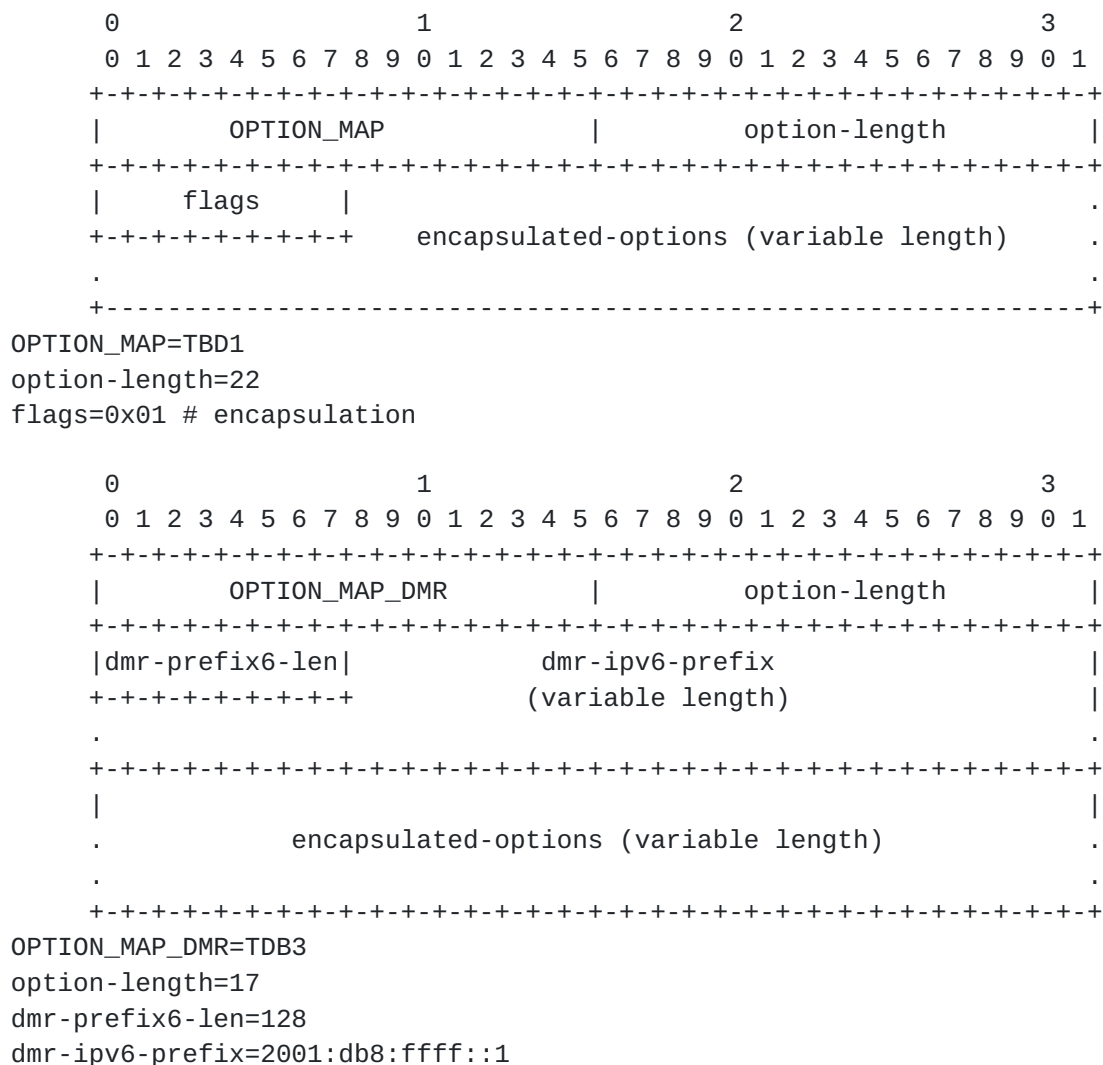 0                   1                   2                   3
 0 1 2 3 4 5 6 7 8 9 0 1 2 3 4 5 6 7 8 9 0 1 2 3 4 5 6 7 8 9 0 1
+-+-+-+-+-+-+-+-+-+-+-+-+-+-+-+-+-+-+-+-+-+-+-+-+-+-+-+-+-+-+-+-+
|        OPTION_MAP             |         option-length         |
+-+-+-+-+-+-+-+-+-+-+-+-+-+-+-+-+-+-+-+-+-+-+-+-+-+-+-+-+-+-+-+-+
|     flags     |                                               .
+-+-+-+-+-+-+-+-+    encapsulated-options (variable length)     .
.                                                               .
+---------------------------------------------------------------+
OPTION_MAP=TBD1
option-length=22
flags=0x01 # encapsulation
 0                   1                   2                   3
 0 1 2 3 4 5 6 7 8 9 0 1 2 3 4 5 6 7 8 9 0 1 2 3 4 5 6 7 8 9 0 1
+-+-+-+-+-+-+-+-+-+-+-+-+-+-+-+-+-+-+-+-+-+-+-+-+-+-+-+-+-+-+-+-+
|        OPTION_MAP_DMR         |         option-length         |
+-+-+-+-+-+-+-+-+-+-+-+-+-+-+-+-+-+-+-+-+-+-+-+-+-+-+-+-+-+-+-+-+
|dmr-prefix6-len|            dmr-ipv6-prefix                    |
+-+-+-+-+-+-+-+-+           (variable length)                   |
.                                                               .
+-+-+-+-+-+-+-+-+-+-+-+-+-+-+-+-+-+-+-+-+-+-+-+-+-+-+-+-+-+-+-+-+
|                                                               |
.            encapsulated-options (variable length)             .
.                                                               .
+-+-+-+-+-+-+-+-+-+-+-+-+-+-+-+-+-+-+-+-+-+-+-+-+-+-+-+-+-+-+-+-+
OPTION_MAP_DMR=TDB3
option-length=17
dmr-prefix6-len=128
dmr-ipv6-prefix=2001:db8:ffff::1